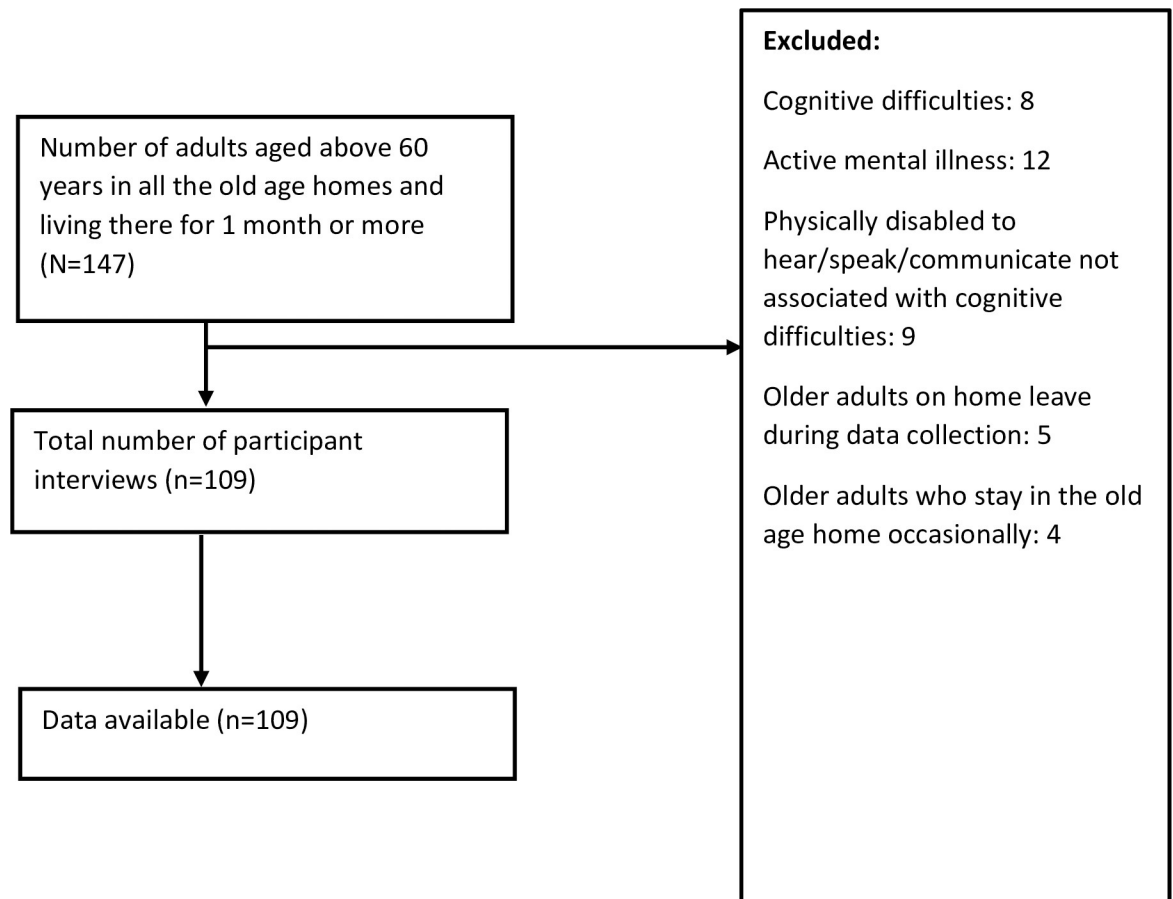 Number of adults aged above 60
years in all the old age homes and
living there for 1 month or more
(N=147)
Total number of participant
interviews (n=109)
Data available (n=109)
Excluded:
Cognitive difficulties: 8
Active mental illness: 12
Physically disabled to
hear/speak/communicate not
associated with cognitive
difficulties: 9
Older adults on home leave
during data collection: 5
Older adults who stay in the old
age home occasionally: 4